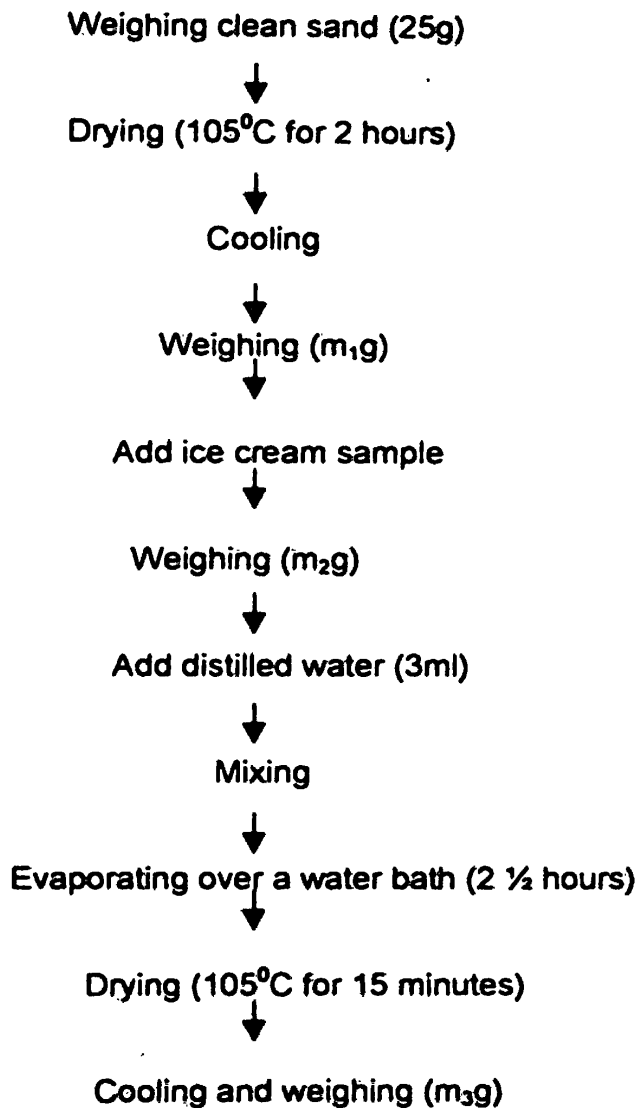 Weighing clean sand (25g)
Drying (105⁰C for 2 hours)
Cooling
Weighing (m₁g)
Add ice cream sample
Weighing (m₂g)
Add distilled water (3ml)
Mixing
Evaporating over a water bath (2 ½ hours)
Drying (105⁰C for 15 minutes)
Cooling and weighing (m₃g)